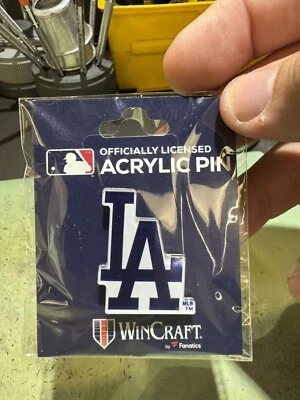 OFFICIALLY LICENSED
ACRYLIC PIN
LA
MLB
TM
WINCRAFT
by Fanatics